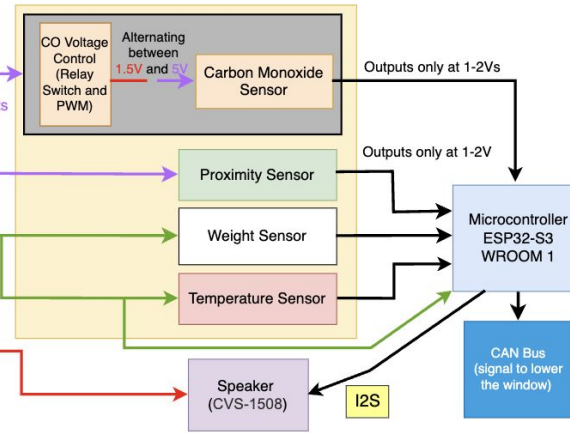 CO Voltage
Control
(Relay
Switch and
PWM)
Alternating
between
1.5V and 5V
Carbon Monoxide
Sensor
Outputs only at 1-2Vs
Outputs only at 1-2V
Proximity Sensor
Weight Sensor
Temperature Sensor
Microcontroller
ESP32-S3
WROOM 1
CAN Bus
(signal to lower
the window)
Speaker
(CVS-1508)
I2S